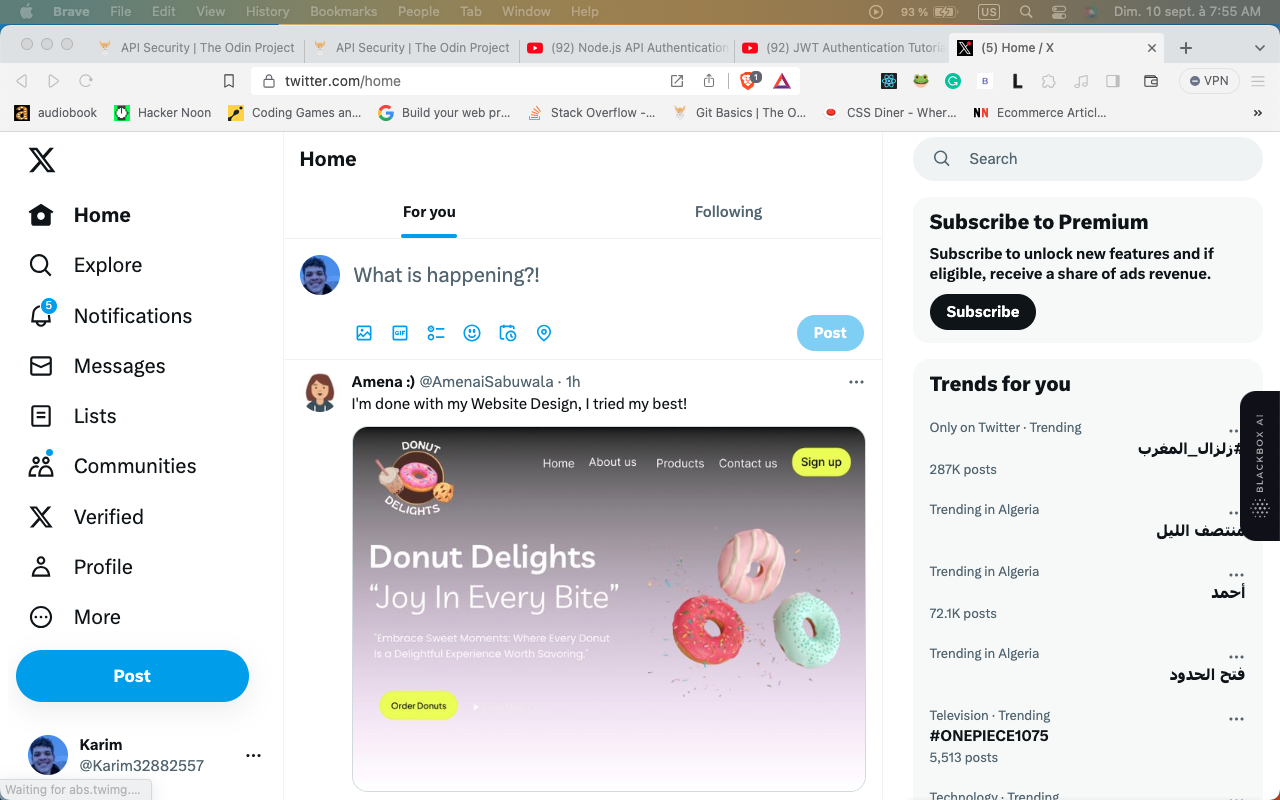 Brave File Edit View History Bookmarks People Tab Window Help 93 % US Dim. 10 sept. à 7:55 AM
API Security | The Odin Project API Security | The Odin Project (92) Node.js API Authentication (92) JWT Authentication Tutoria (5) Home / X
twitter.com/home 1 B L VPN
audiobook Hacker Noon Coding Games an... Build your web pr... Stack Overflow -... Git Basics | The O... CSS Diner - Wher... NN Ecommerce Articl... »
Home
Explore
5
Notifications
Messages
Lists
Communities
Verified
Profile
More
Post
Karim
@Karim32882557
Waiting for abs.twimg....
Home
For you Following
What is happening?!
GIF
Post
Amena :) @AmenaiSabuwala · 1h
I'm done with my Website Design, I tried my best!
DONUT
DELIGHTS
Home About us Products Contact us Sign up
Donut Delights
“Joy In Every Bite”
"Embrace Sweet Moments: Where Every Donut
Is a Delightful Experience Worth Savoring."
Order Donuts
Search
Subscribe to Premium
Subscribe to unlock new features and if
eligible, receive a share of ads revenue.
Subscribe
Trends for you
Only on Twitter · Trending
#زلزال_المغرب
287K posts
Trending in Algeria
منتصف الليل
Trending in Algeria
أحمد
72.1K posts
Trending in Algeria
فتح الحدود
Television · Trending
#ONEPIECE1075
5,513 posts
Technology · Trending
BLACKBOX AI